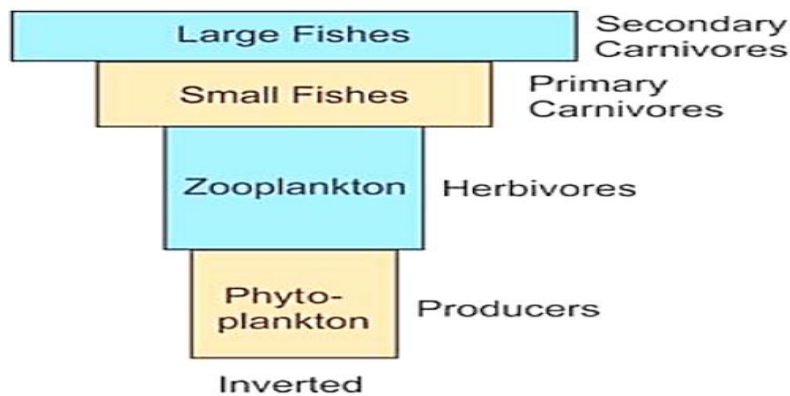 Large Fishes
Secondary
Carnivores
Small Fishes
Primary
Carnivores
Zooplankton
Herbivores
Phyto-
plankton
Producers
Inverted